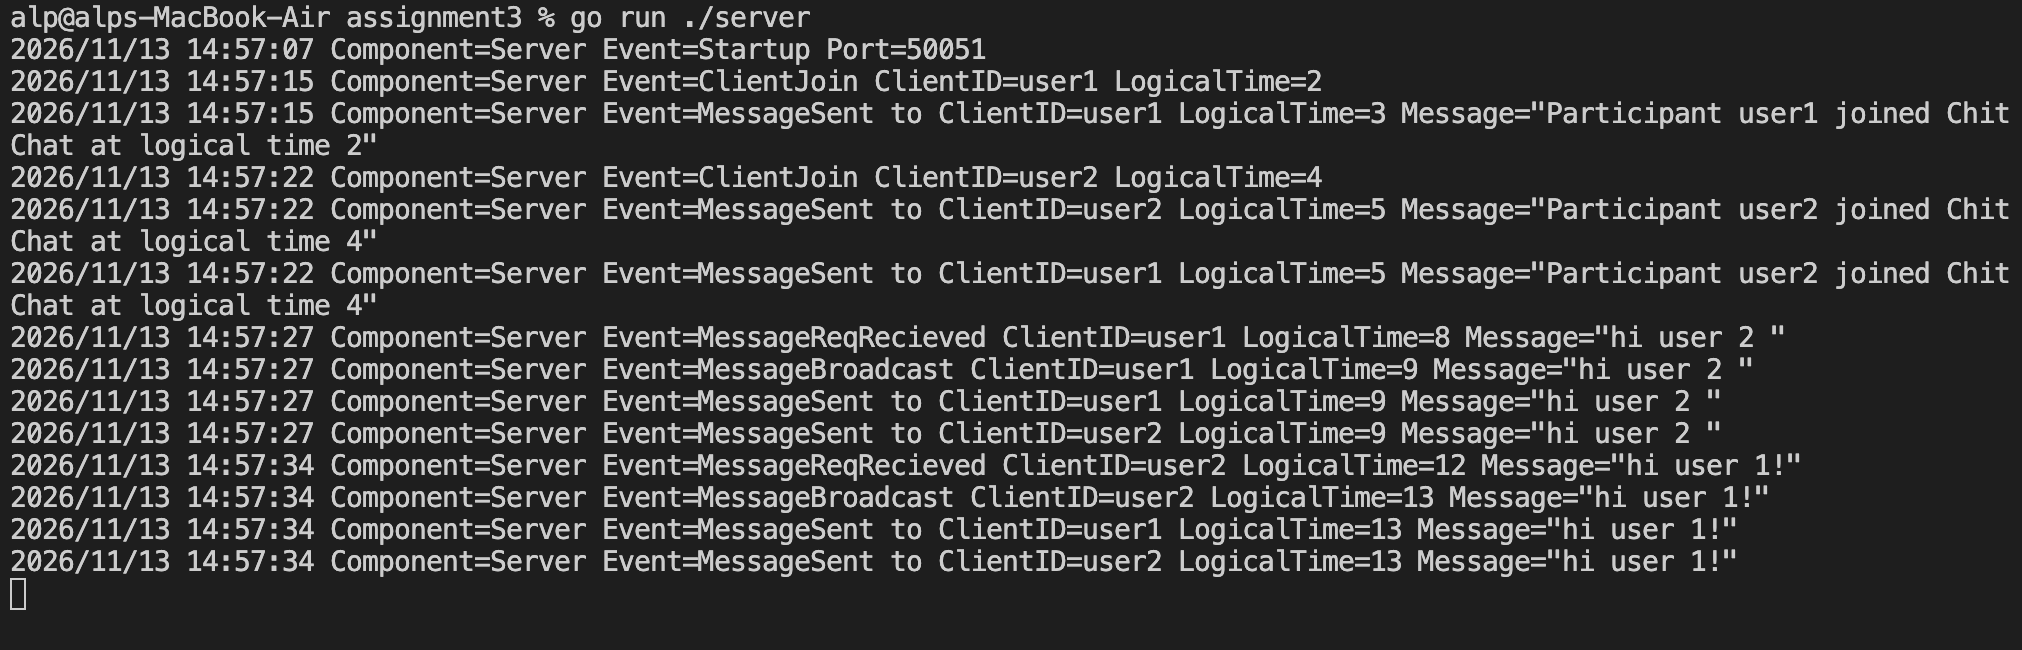 alp@alps-MacBook-Air assignment3 % go run ./server
2026/11/13 14:57:07 Component=Server Event=Startup Port=50051
2026/11/13 14:57:15 Component=Server Event=ClientJoin ClientID=user1 LogicalTime=2
2026/11/13 14:57:15 Component=Server Event=MessageSent to ClientID=user1 LogicalTime=3 Message="Participant user1 joined Chit
Chat at logical time 2"
2026/11/13 14:57:22 Component=Server Event=ClientJoin ClientID=user2 LogicalTime=4
2026/11/13 14:57:22 Component=Server Event=MessageSent to ClientID=user2 LogicalTime=5 Message="Participant user2 joined Chit
Chat at logical time 4"
2026/11/13 14:57:22 Component=Server Event=MessageSent to ClientID=user1 LogicalTime=5 Message="Participant user2 joined Chit
Chat at logical time 4"
2026/11/13 14:57:27 Component=Server Event=MessageReqRecieved ClientID=user1 LogicalTime=8 Message="hi user 2 "
2026/11/13 14:57:27 Component=Server Event=MessageBroadcast ClientID=user1 LogicalTime=9 Message="hi user 2 "
2026/11/13 14:57:27 Component=Server Event=MessageSent to ClientID=user1 LogicalTime=9 Message="hi user 2 "
2026/11/13 14:57:27 Component=Server Event=MessageSent to ClientID=user2 LogicalTime=9 Message="hi user 2 "
2026/11/13 14:57:34 Component=Server Event=MessageReqRecieved ClientID=user2 LogicalTime=12 Message="hi user 1!"
2026/11/13 14:57:34 Component=Server Event=MessageBroadcast ClientID=user2 LogicalTime=13 Message="hi user 1!"
2026/11/13 14:57:34 Component=Server Event=MessageSent to ClientID=user1 LogicalTime=13 Message="hi user 1!"
2026/11/13 14:57:34 Component=Server Event=MessageSent to ClientID=user2 LogicalTime=13 Message="hi user 1!"